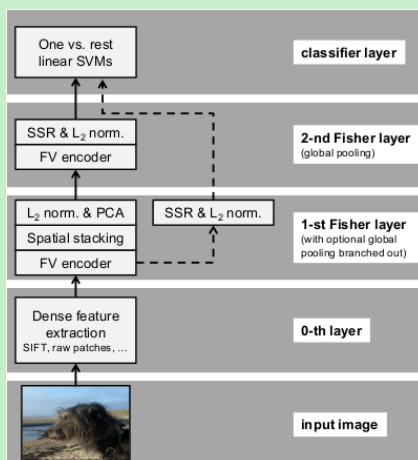 One vs. rest
linear SVMs
classifier layer
SSR & L2 norm.
FV encoder
2-nd Fisher layer
(global pooling)
L2 norm. & PCA
Spatial stacking
FV encoder
SSR & L2 norm.
1-st Fisher layer
(with optional global
pooling branched out)
Dense feature
extraction
SIFT, raw patches, ...
0-th layer
input image